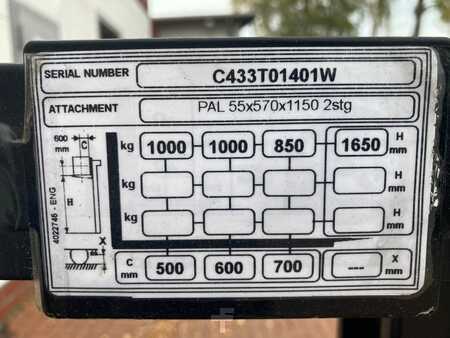 SERIAL NUMBER C433T01401W
ATTACHMENT PAL 55x570x1150 2stg
600 mm C H X
kg 1000 1000 850 1650 H mm
kg H mm
kg H mm
C mm 500 600 700 --- X mm
4022746 - ENG